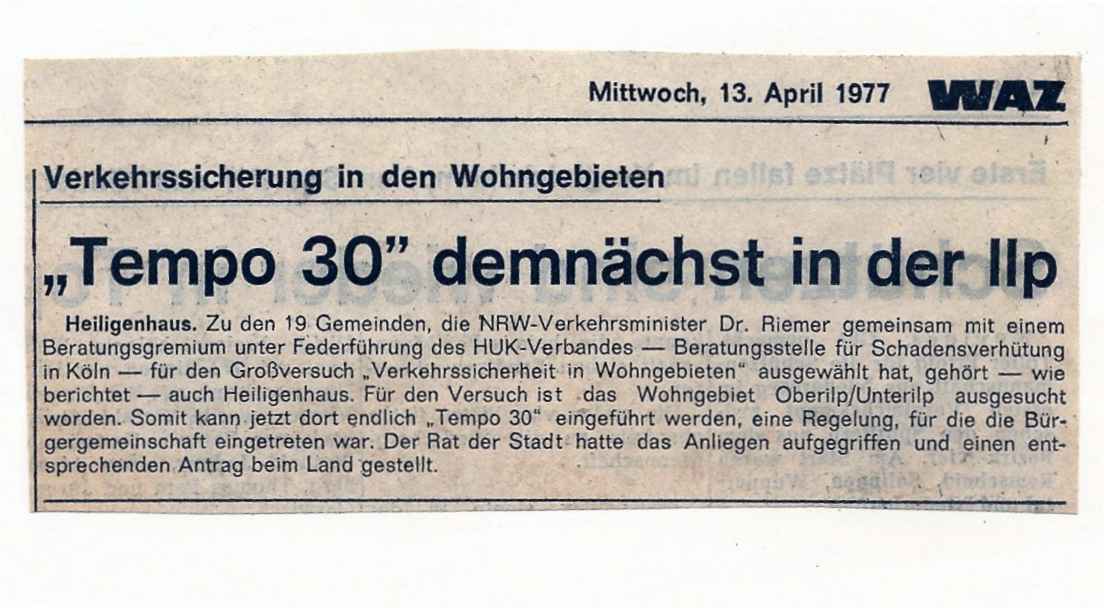 Mittwoch, 13. April 1977 WAZ
Verkehrssicherung in den Wohngebieten
„Tempo 30” demnächst in der Ilp
Heiligenhaus. Zu den 19 Gemeinden, die NRW-Verkehrsminister Dr. Riemer gemeinsam mit einem
Beratungsgremium unter Federführung des HUK-Verbandes — Beratungsstelle für Schadensverhütung
in Köln — für den Großversuch „Verkehrssicherheit in Wohngebieten“ ausgewählt hat, gehört — wie
berichtet — auch Heiligenhaus. Für den Versuch ist das Wohngebiet Oberilp/Unterilp ausgesucht
worden. Somit kann jetzt dort endlich „Tempo 30“ eingeführt werden, eine Regelung, für die die Bür-
gergemeinschaft eingetreten war. Der Rat der Stadt hatte das Anliegen aufgegriffen und einen ent-
sprechenden Antrag beim Land gestellt.